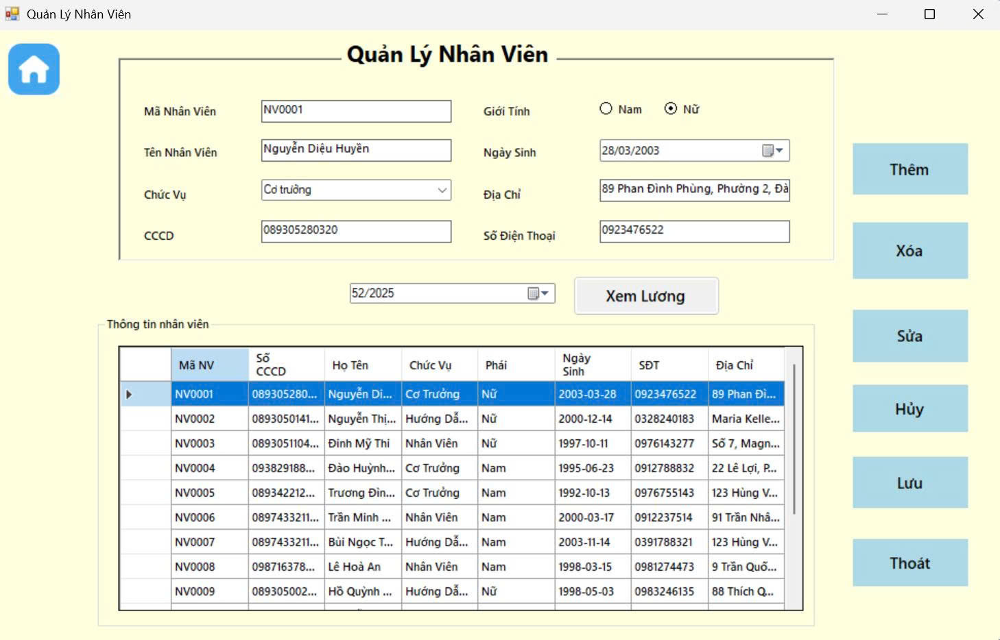 Quản Lý Nhân Viên
Quản Lý Nhân Viên
Mã Nhân Viên NV0001 Giới Tính Nam Nữ
Tên Nhân Viên Nguyễn Diệu Huyền Ngày Sinh 28/03/2003
Chức Vụ Cơ trưởng Địa Chỉ 89 Phan Đình Phùng, Phường 2, Đà
CCCD 089305280320 Số Điện Thoại 0923476522
52/2025 Xem Lương
Thêm
Xóa
Sửa
Hủy
Lưu
Thoát
Thông tin nhân viên
Mã NV Số CCCD Họ Tên Chức Vụ Phái Ngày Sinh SĐT Địa Chỉ
NV0001 089305280... Nguyễn Di... Cơ Trưởng Nữ 2003-03-28 0923476522 89 Phan Đì...
NV0002 0893050141... Nguyễn Thị... Hướng Dẫ... Nữ 2000-12-14 0328240183 Maria Kelle...
NV0003 0893051104... Đinh Mỹ Thi Nhân Viên Nữ 1997-10-11 0976143277 Số 7, Magn...
NV0004 093829188... Đào Huỳnh... Cơ Trưởng Nam 1995-06-23 0912788832 22 Lê Lợi, P...
NV0005 089342212... Trương Đìn... Cơ Trưởng Nam 1992-10-13 0976755143 123 Hùng V...
NV0006 0897433211... Trần Minh ... Nhân Viên Nam 2000-03-17 0912237514 91 Trần Nhâ...
NV0007 0897433211... Bùi Ngọc T... Hướng Dẫ... Nam 2003-11-14 0391788321 123 Hùng V...
NV0008 098716378... Lê Hoà An Nhân Viên Nam 1998-03-15 0981274473 9 Trần Quố...
NV0009 089305002... Hồ Quỳnh ... Hướng Dẫ... Nữ 1998-05-03 0983246135 88 Thích Q...